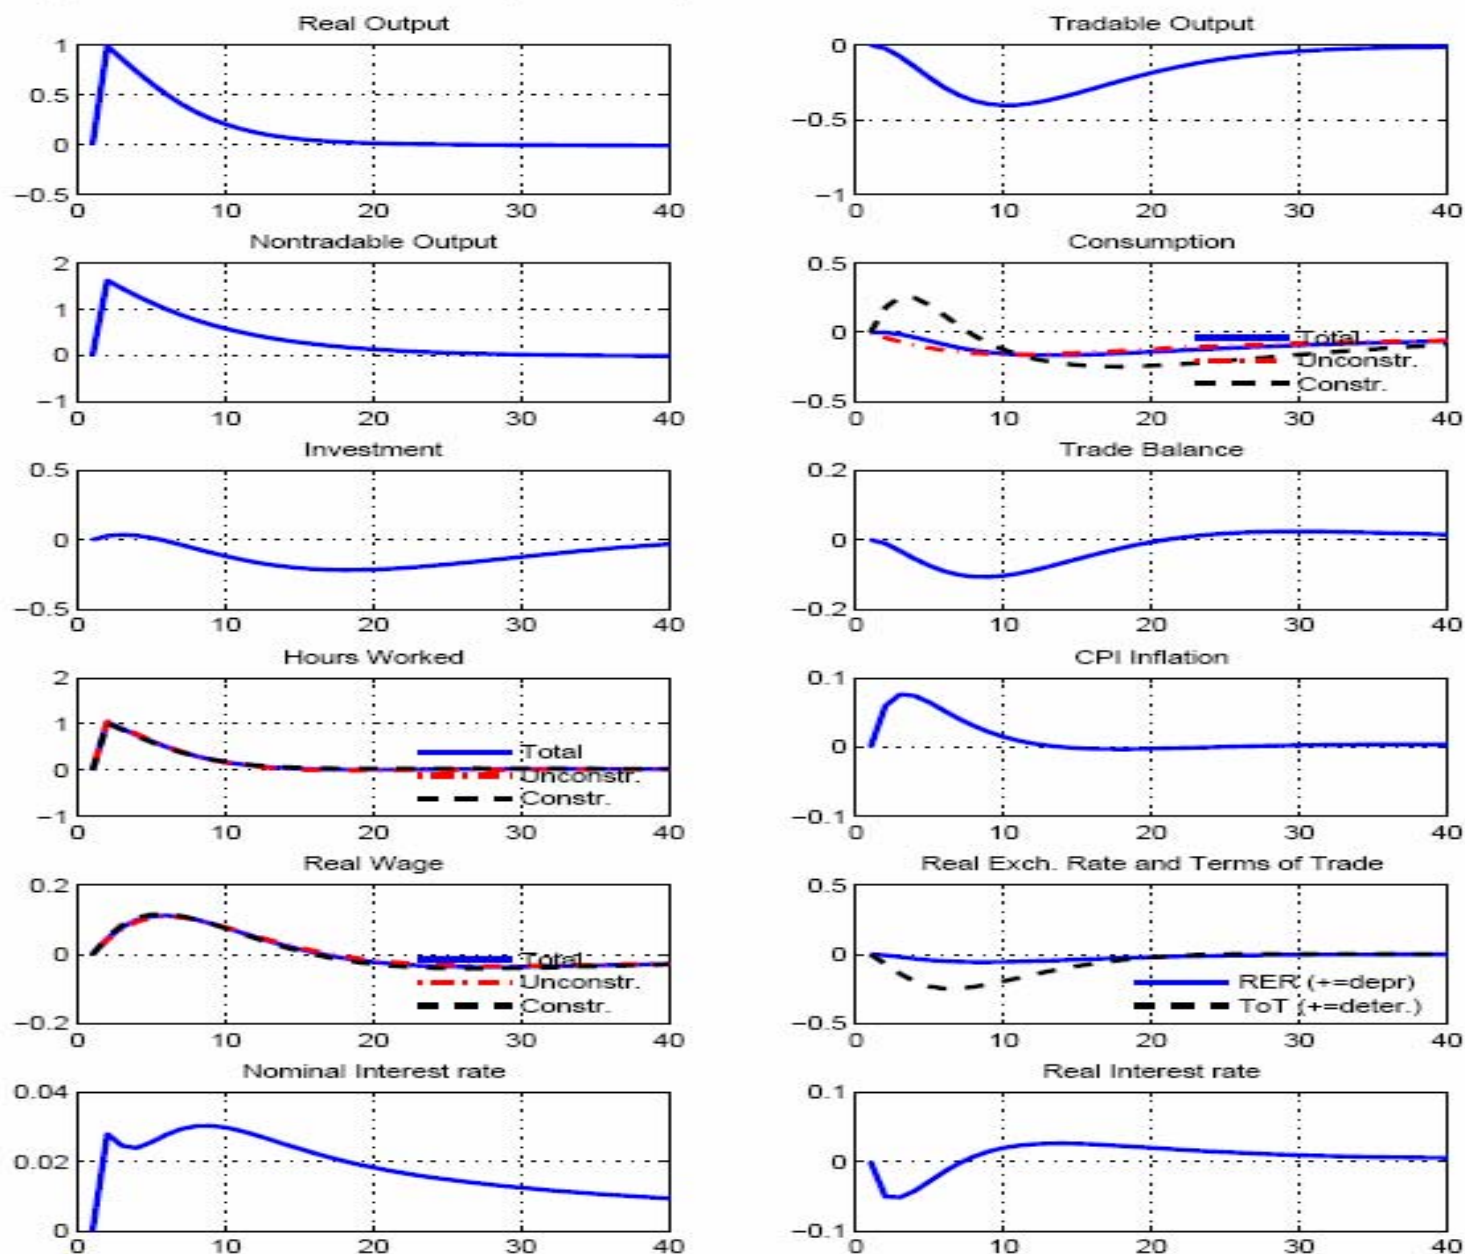 Real Output
1
0.5
0
−0.5
0 10 20 30 40
Tradable Output
0
−0.5
−1
0 10 20 30 40
Nontradable Output
2
1
0
−1
0 10 20 30 40
Consumption
0.5
0
−0.5
Total
Unconstr.
Constr.
0 10 20 30 40
Investment
0.5
0
−0.5
0 10 20 30 40
Trade Balance
0.2
0
−0.2
0 10 20 30 40
Hours Worked
2
1
0
−1
Total
Unconstr.
Constr.
0 10 20 30 40
CPI Inflation
0.1
0
−0.1
0 10 20 30 40
Real Wage
0.2
0
−0.2
Total
Unconstr.
Constr.
0 10 20 30 40
Real Exch. Rate and Terms of Trade
0.5
0
−0.5
RER (+=depr)
ToT (+=deter.)
0 10 20 30 40
Nominal Interest rate
0.04
0.02
0
0 10 20 30 40
Real Interest rate
0.1
0
−0.1
0 10 20 30 40